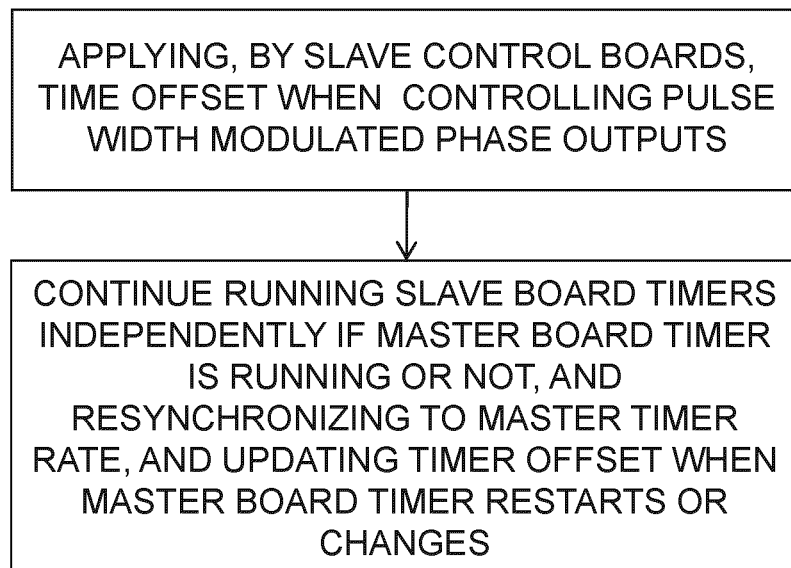 APPLYING, BY SLAVE CONTROL BOARDS,
TIME OFFSET WHEN CONTROLLING PULSE
WIDTH MODULATED PHASE OUTPUTS
CONTINUE RUNNING SLAVE BOARD TIMERS
INDEPENDENTLY IF MASTER BOARD TIMER
IS RUNNING OR NOT, AND
RESYNCHRONIZING TO MASTER TIMER
RATE, AND UPDATING TIMER OFFSET WHEN
MASTER BOARD TIMER RESTARTS OR
CHANGES